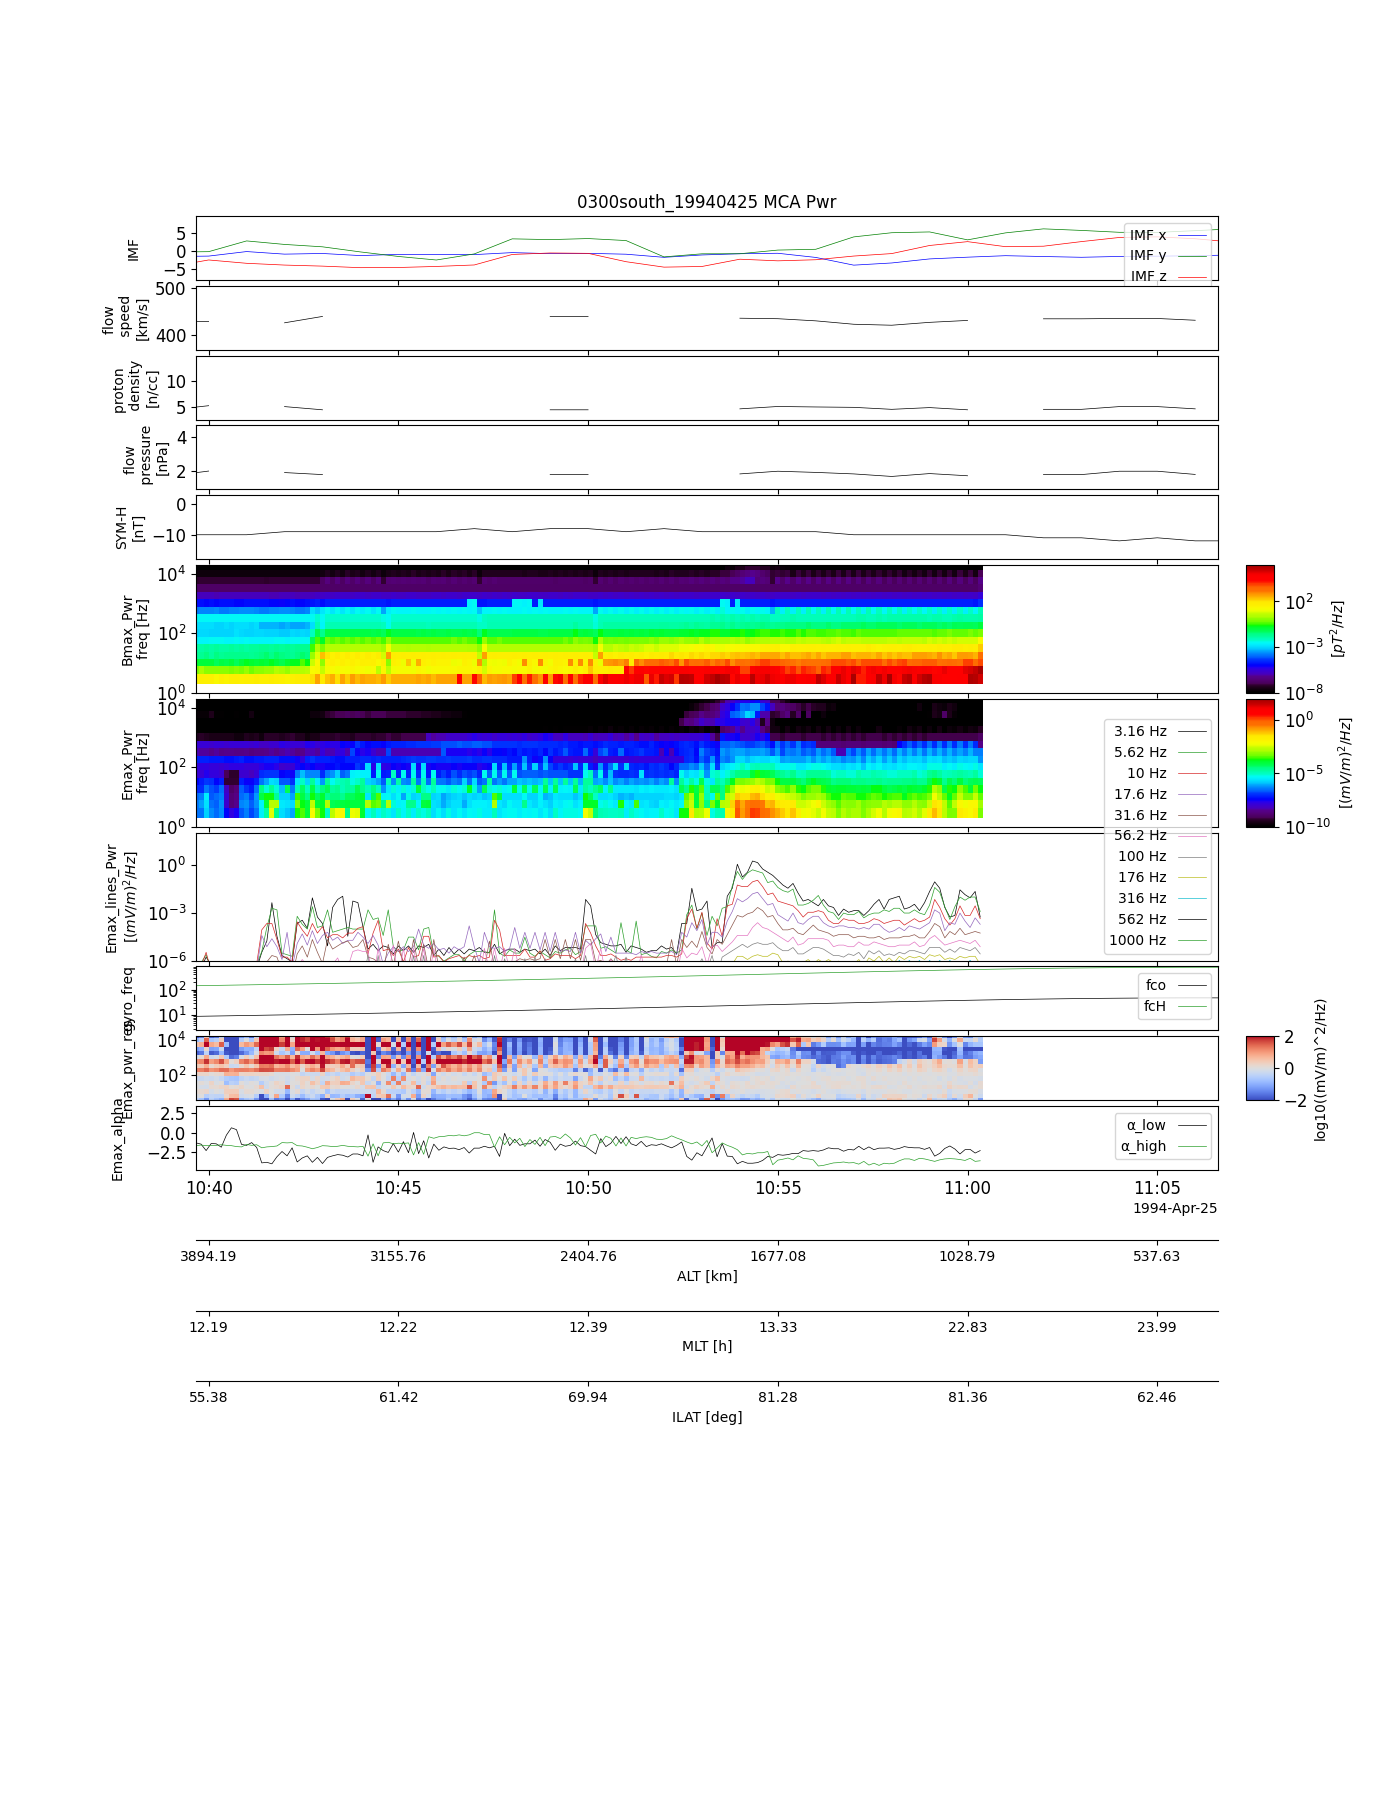 0300south_19940425 MCA Pwr
IMF
5
0
−5
IMF x
IMF y
IMF z
flow
speed
[km/s]
500
400
proton
density
[n/cc]
10
5
flow
pressure
[nPa]
4
2
SYM-H
[nT]
0
−10
Bmax_Pwr
freq [Hz]
10^4
10^2
10^0
10^2
10^−3
10^−8
[pT^2/Hz]
Emax_Pwr
freq [Hz]
10^4
10^2
10^0
10^0
10^−5
10^−10
[(mV/m)^2/Hz]
3.16 Hz
5.62 Hz
10 Hz
17.6 Hz
31.6 Hz
56.2 Hz
100 Hz
176 Hz
316 Hz
562 Hz
1000 Hz
Emax_lines_Pwr
[(mV/m)^2/Hz]
10^0
10^−3
10^−6
gyro_freq
10^2
10^1
fco
fcH
Emax_pwr_reg
10^4
10^2
2
0
−2
log10((mV/m)^2/Hz)
Emax_alpha
2.5
0.0
−2.5
α_low
α_high
10:40 10:45 10:50 10:55 11:00 11:05
1994-Apr-25
3894.19 3155.76 2404.76 1677.08 1028.79 537.63
ALT [km]
12.19 12.22 12.39 13.33 22.83 23.99
MLT [h]
55.38 61.42 69.94 81.28 81.36 62.46
ILAT [deg]